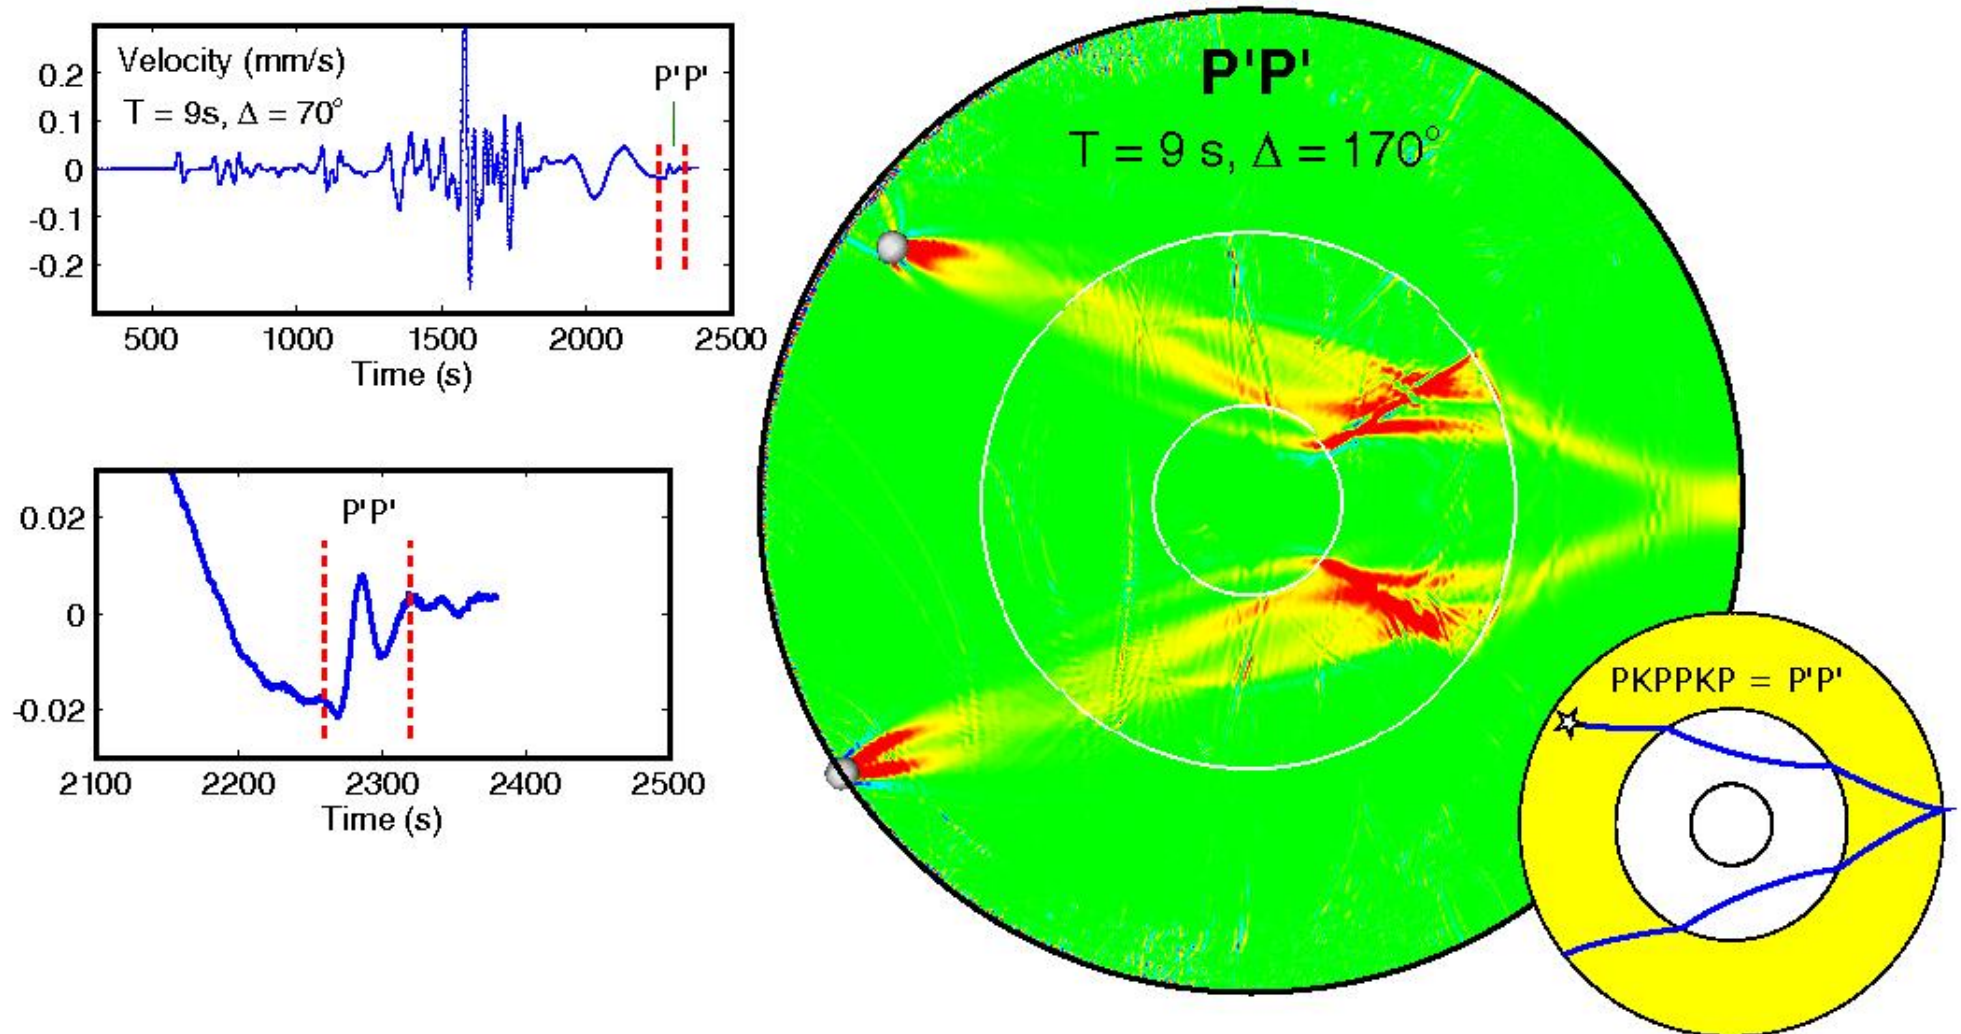 Velocity (mm/s)
T = 9s, Δ = 70°
P'P'
0.2
0.1
0
-0.1
-0.2
500 1000 1500 2000 2500
Time (s)
P'P'
0.02
0
-0.02
2100 2200 2300 2400 2500
Time (s)
P'P'
T = 9 s, Δ = 170°
PKPPKP = P'P'